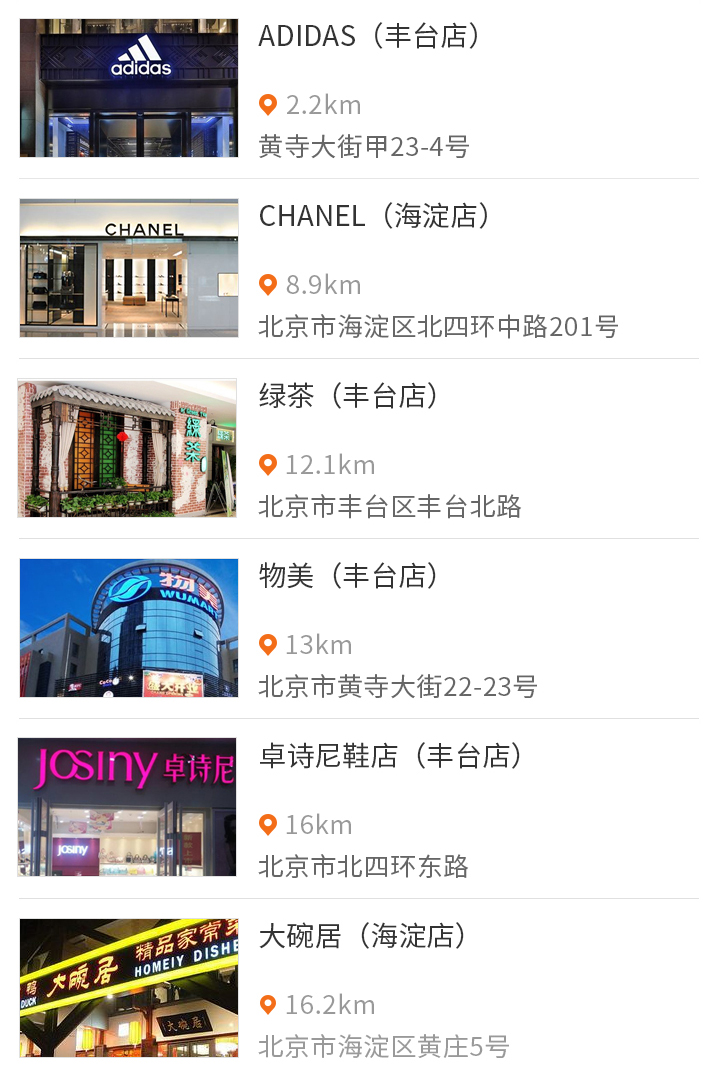 adidas
ADIDAS（丰台店）
2.2km
黄寺大街甲23-4号
CHANEL
CHANEL（海淀店）
8.9km
北京市海淀区北四环中路201号
绿茶
绿茶（丰台店）
12.1km
北京市丰台区丰台北路
物美
WUMART
物美（丰台店）
13km
北京市黄寺大街22-23号
josiny 卓诗尼
josiny
卓诗尼鞋店（丰台店）
16km
北京市北四环东路
精品家常菜
鸭 大碗居 HOMEIY DISHE
DUCK
大碗居
大碗居（海淀店）
16.2km
北京市海淀区黄庄5号